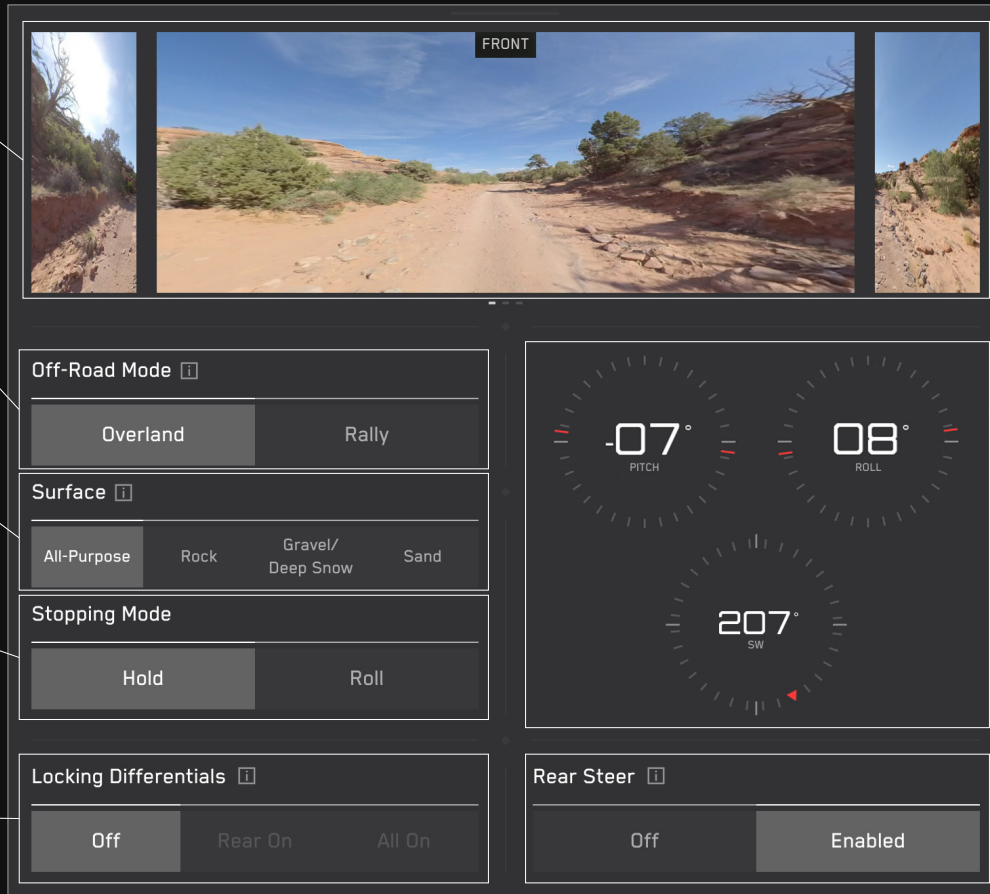 FRONT
Off-Road Mode i
Overland
Rally
Surface i
All-Purpose
Rock
Gravel/
Deep Snow
Sand
Stopping Mode
Hold
Roll
-07°
PITCH
08°
ROLL
207°
SW
Locking Differentials i
Off
Rear On
All On
Rear Steer i
Off
Enabled